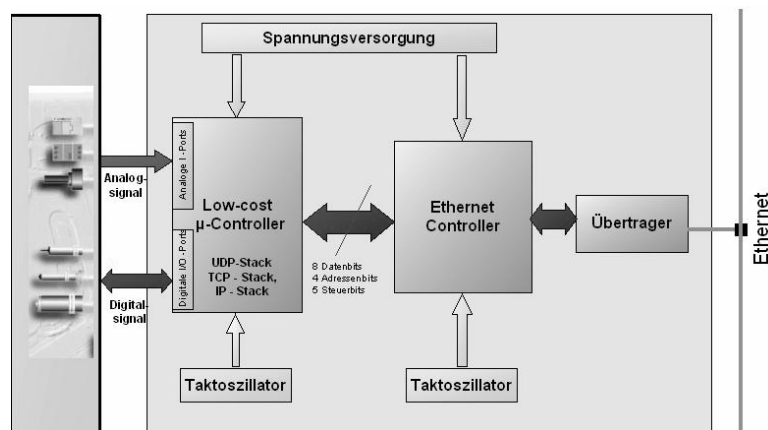 Spannungsversorgung
Analoge I - Ports
Analog-
signal
Low-cost
µ-Controller
UDP-Stack
TCP - Stack,
IP - Stack
Digitale I/O - Ports
Digital-
signal
8 Datenbits
4 Adressenbits
5 Steuerbits
Ethernet
Controller
Übertrager
Ethernet
Taktoszillator
Taktoszillator